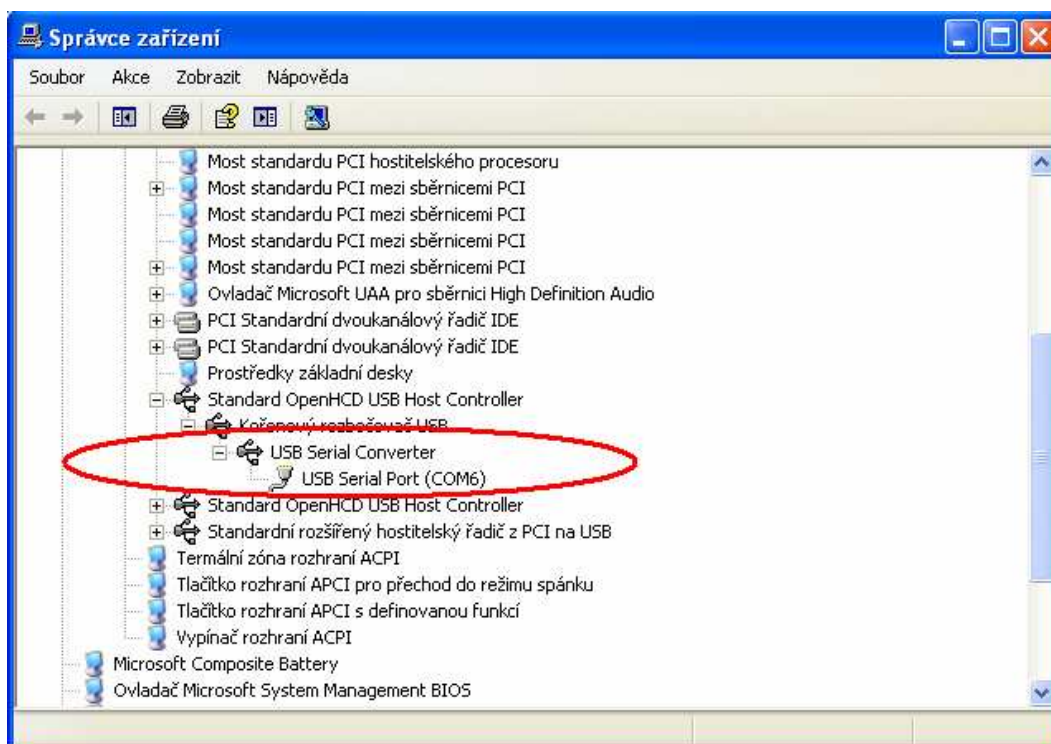 Správce zařízení
Soubor Akce Zobrazit Nápověda
Most standardu PCI hostitelského procesoru
Most standardu PCI mezi sběrnicemi PCI
Most standardu PCI mezi sběrnicemi PCI
Most standardu PCI mezi sběrnicemi PCI
Most standardu PCI mezi sběrnicemi PCI
Ovladač Microsoft UAA pro sběrnici High Definition Audio
PCI Standardní dvoukanálový řadič IDE
PCI Standardní dvoukanálový řadič IDE
Prostředky základní desky
Standard OpenHCD USB Host Controller
Kořenový rozbočovač USB
USB Serial Converter
USB Serial Port (COM6)
Standard OpenHCD USB Host Controller
Standardní rozšířený hostitelský řadič z PCI na USB
Termální zóna rozhraní ACPI
Tlačítko rozhraní APCI pro přechod do režimu spánku
Tlačítko rozhraní APCI s definovanou funkcí
Vypínač rozhraní ACPI
Microsoft Composite Battery
Ovladač Microsoft System Management BIOS